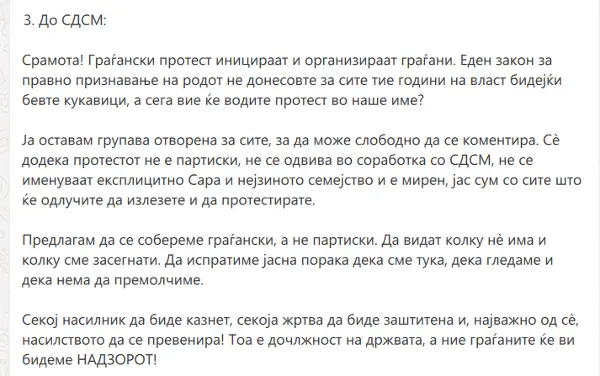 3. До СДСМ:
Срамота! Граѓански протест иницираат и организираат граѓани. Еден закон за
правно признавање на родот не донесовте за сите тие години на власт бидејќи
бевте кукавици, а сега вие ќе водите протест во наше име?
Ја оставам групава отворена за сите, за да може слободно да се коментира. Сѐ
додека протестот не е партиски, не се одвива во соработка со СДСМ, не се
именуваат експлицитно Сара и нејзиното семејство и е мирен, јас сум со сите што
ќе одлучите да излезете и да протестирате.
Предлагам да се собереме граѓански, а не партиски. Да видат колку нѐ има и
колку сме засегнати. Да испратиме јасна порака дека сме тука, дека гледаме и
дека нема да премолчиме.
Секој насилник да биде казнет, секоја жртва да биде заштитена и, најважно од сѐ,
насилството да се превенира! Тоа е дочлжност на држвата, а ние граѓаните ќе ви
бидеме НАДЗОРОТ!